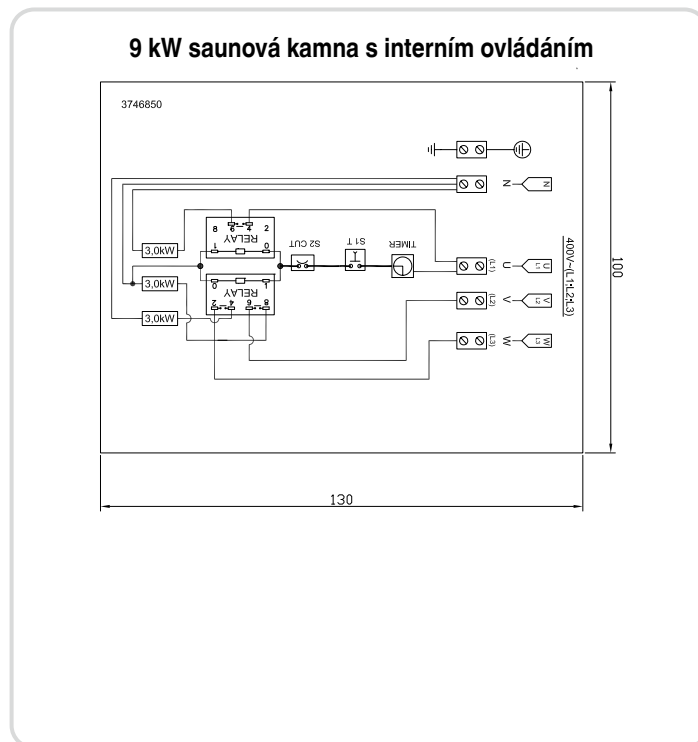 9 kW saunová kamna s interním ovládáním
3746850
N N
8 6 4 2
RELAY
1 0
3,0kW
S2 CUT
S1 T
TIMER
(L1) U U L1
400V~(L1;L2;L3)
100
0 1
RELAY
2 4 6 8
3,0kW
(L2) V V L2
3,0kW
(L3) W W L3
130